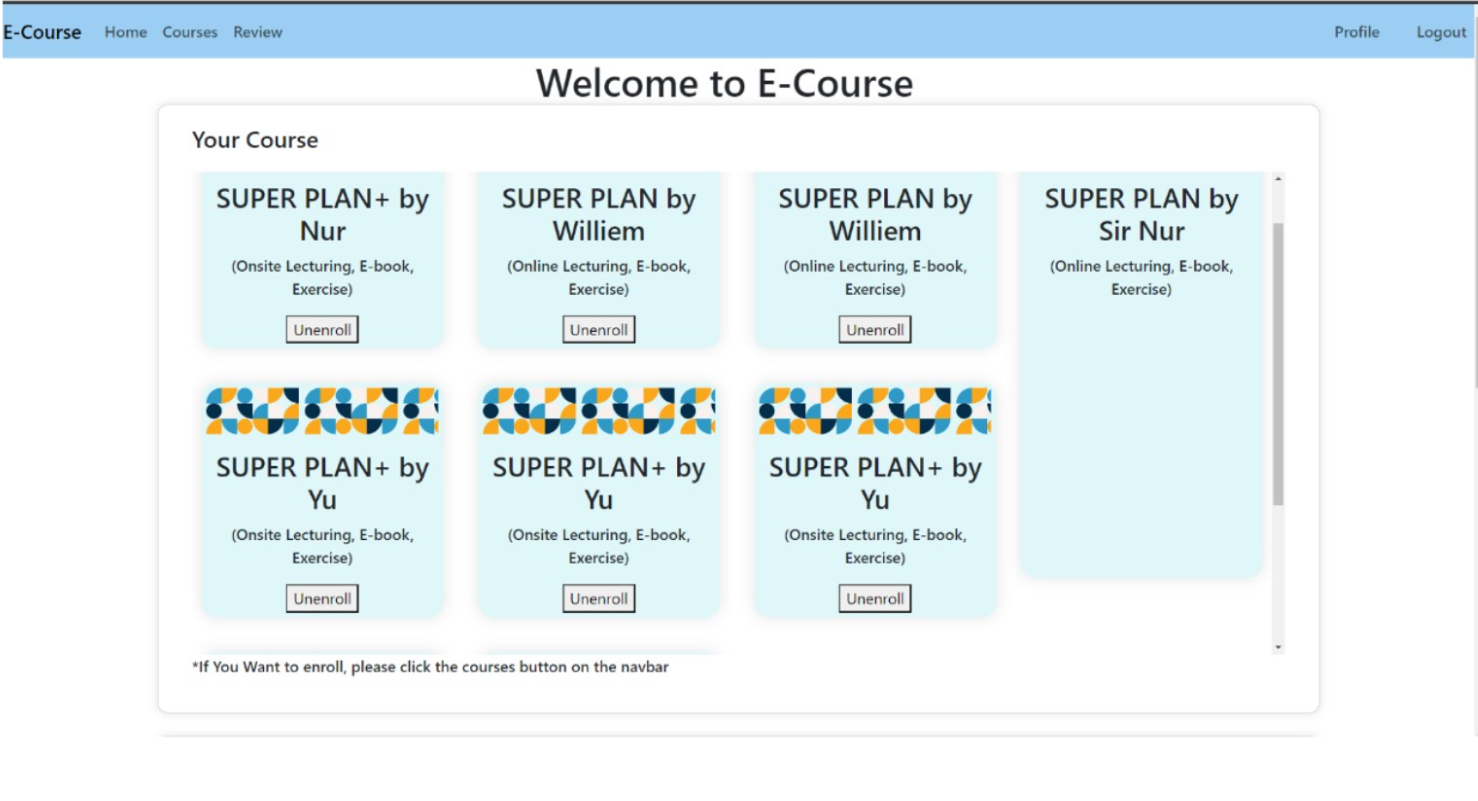 E-Course Home Courses Review Profile Logout
Welcome to E-Course
Your Course
SUPER PLAN+ by
Nur
(Onsite Lecturing, E-book,
Exercise)
Unenroll
SUPER PLAN by
Williem
(Online Lecturing, E-book,
Exercise)
Unenroll
SUPER PLAN by
Williem
(Online Lecturing, E-book,
Exercise)
Unenroll
SUPER PLAN by
Sir Nur
(Online Lecturing, E-book,
Exercise)
SUPER PLAN+ by
Yu
(Onsite Lecturing, E-book,
Exercise)
Unenroll
SUPER PLAN+ by
Yu
(Onsite Lecturing, E-book,
Exercise)
Unenroll
SUPER PLAN+ by
Yu
(Onsite Lecturing, E-book,
Exercise)
Unenroll
*If You Want to enroll, please click the courses button on the navbar